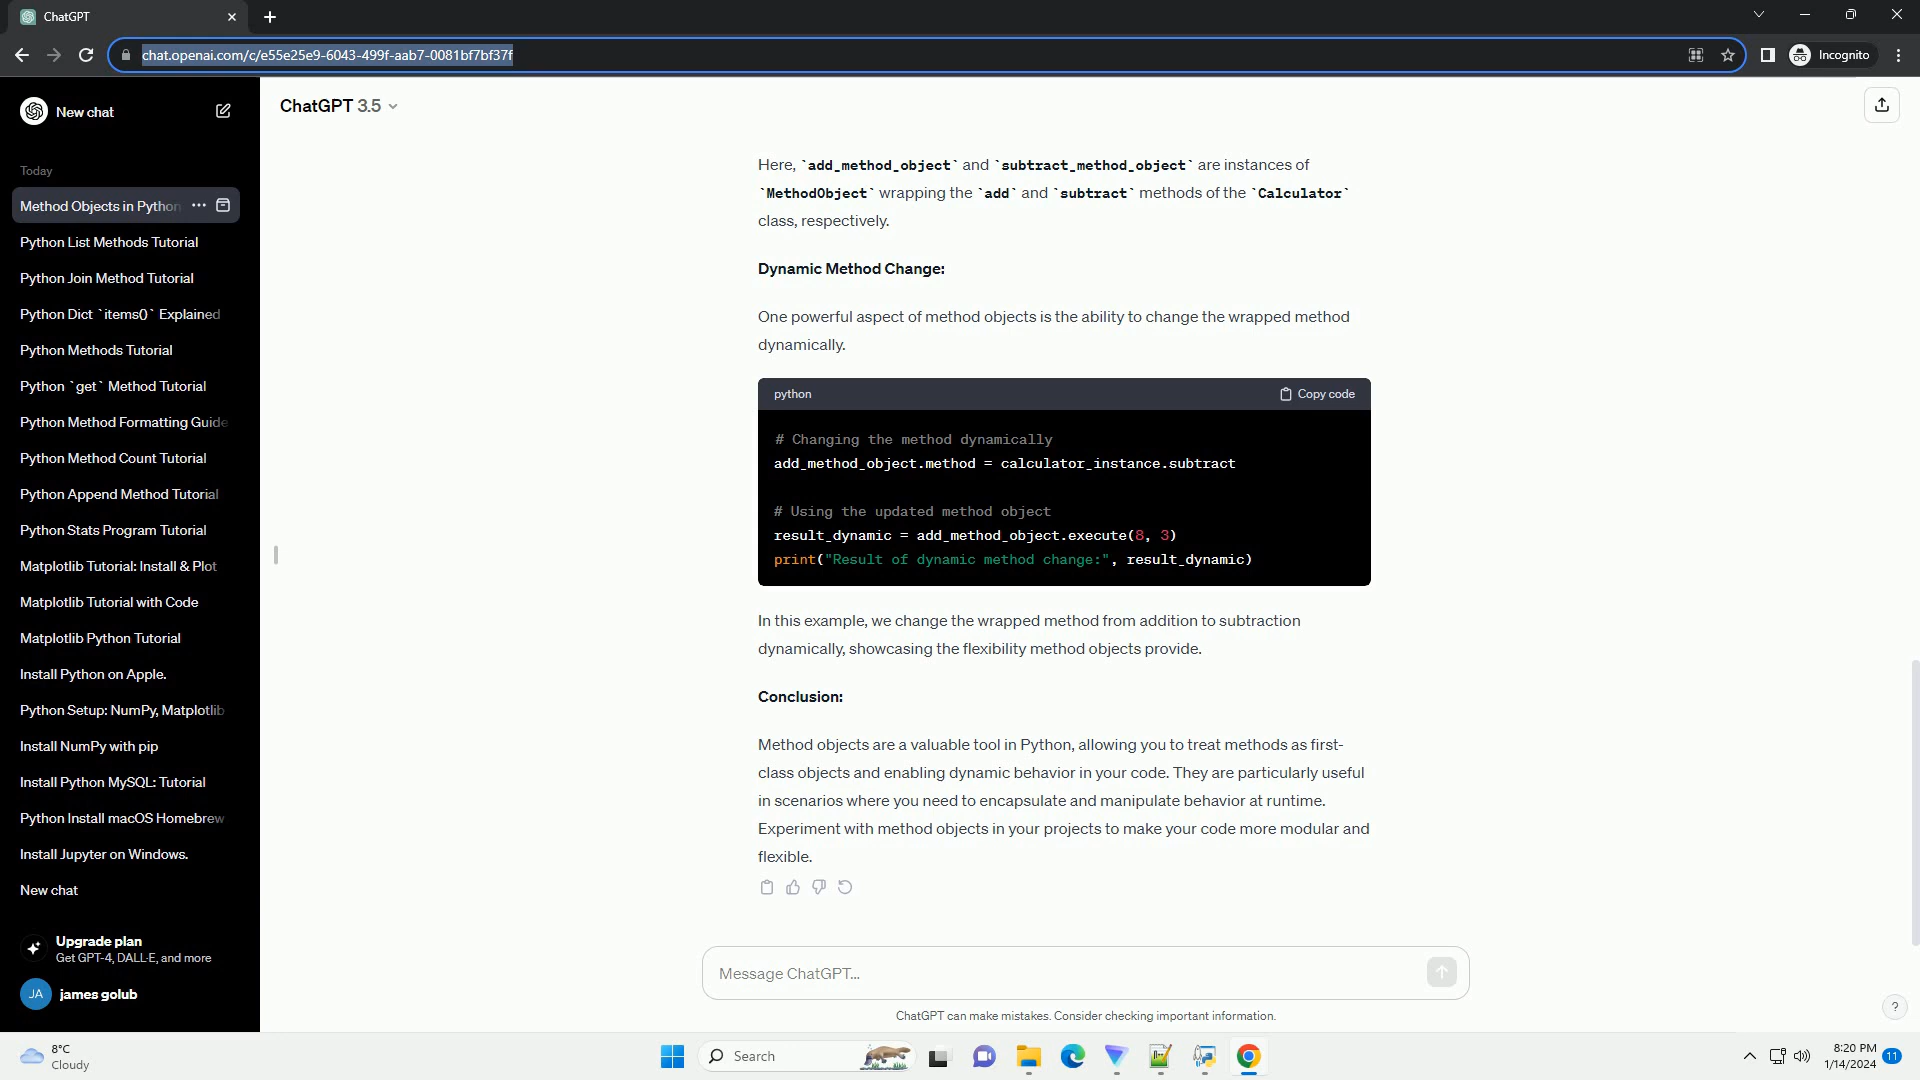 ChatGPT
chat.openai.com/c/e55e25e9-6043-499f-aab7-0081bf7bf37f
Incognito
New chat
Today
Method Objects in Python
Python List Methods Tutorial
Python Join Method Tutorial
Python Dict `items()` Explained
Python Methods Tutorial
Python `get` Method Tutorial
Python Method Formatting Guide
Python Method Count Tutorial
Python Append Method Tutorial
Python Stats Program Tutorial
Matplotlib Tutorial: Install & Plot
Matplotlib Tutorial with Code
Matplotlib Python Tutorial
Install Python on Apple.
Python Setup: NumPy, Matplotlib
Install NumPy with pip
Install Python MySQL: Tutorial
Python Install macOS Homebrew
Install Jupyter on Windows.
New chat
Upgrade plan
Get GPT-4, DALL·E, and more
JA james golub
ChatGPT 3.5
Here, `add_method_object` and `subtract_method_object` are instances of
`MethodObject` wrapping the `add` and `subtract` methods of the `Calculator`
class, respectively.
Dynamic Method Change:
One powerful aspect of method objects is the ability to change the wrapped method
dynamically.
python Copy code
# Changing the method dynamically
add_method_object.method = calculator_instance.subtract
# Using the updated method object
result_dynamic = add_method_object.execute(8, 3)
print("Result of dynamic method change:", result_dynamic)
In this example, we change the wrapped method from addition to subtraction
dynamically, showcasing the flexibility method objects provide.
Conclusion:
Method objects are a valuable tool in Python, allowing you to treat methods as first-
class objects and enabling dynamic behavior in your code. They are particularly useful
in scenarios where you need to encapsulate and manipulate behavior at runtime.
Experiment with method objects in your projects to make your code more modular and
flexible.
Message ChatGPT...
ChatGPT can make mistakes. Consider checking important information.
?
8°C
Cloudy
Search
8:20 PM
1/14/2024
11